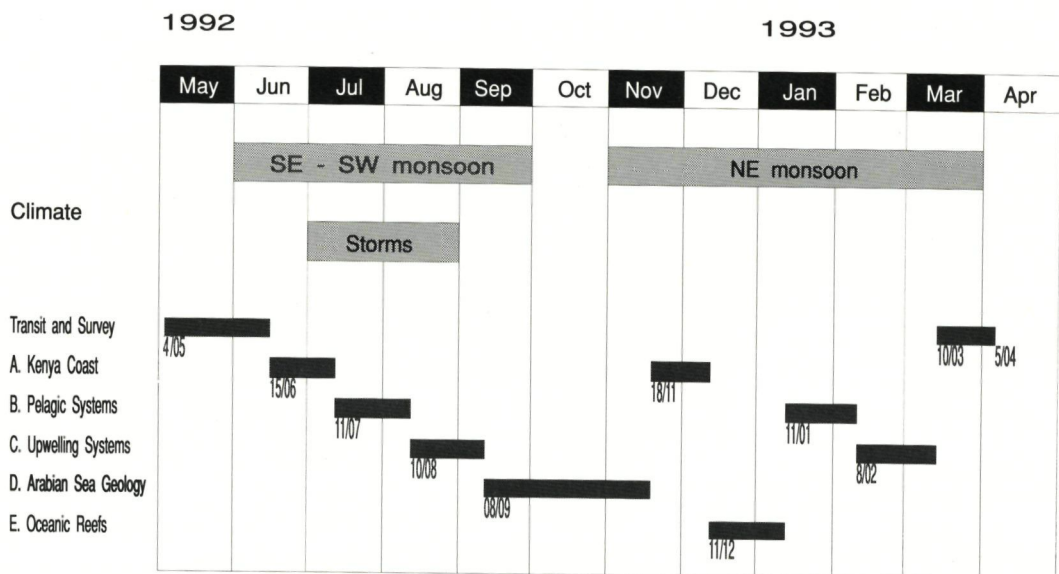 1992 1993
May Jun Jul Aug Sep Oct Nov Dec Jan Feb Mar Apr
SE - SW monsoon NE monsoon
Climate
Storms
Transit and Survey
4/05 10/03 5/04
A. Kenya Coast
15/06 18/11
B. Pelagic Systems
11/07 11/01
C. Upwelling Systems
10/08 8/02
D. Arabian Sea Geology
08/09
E. Oceanic Reefs
11/12